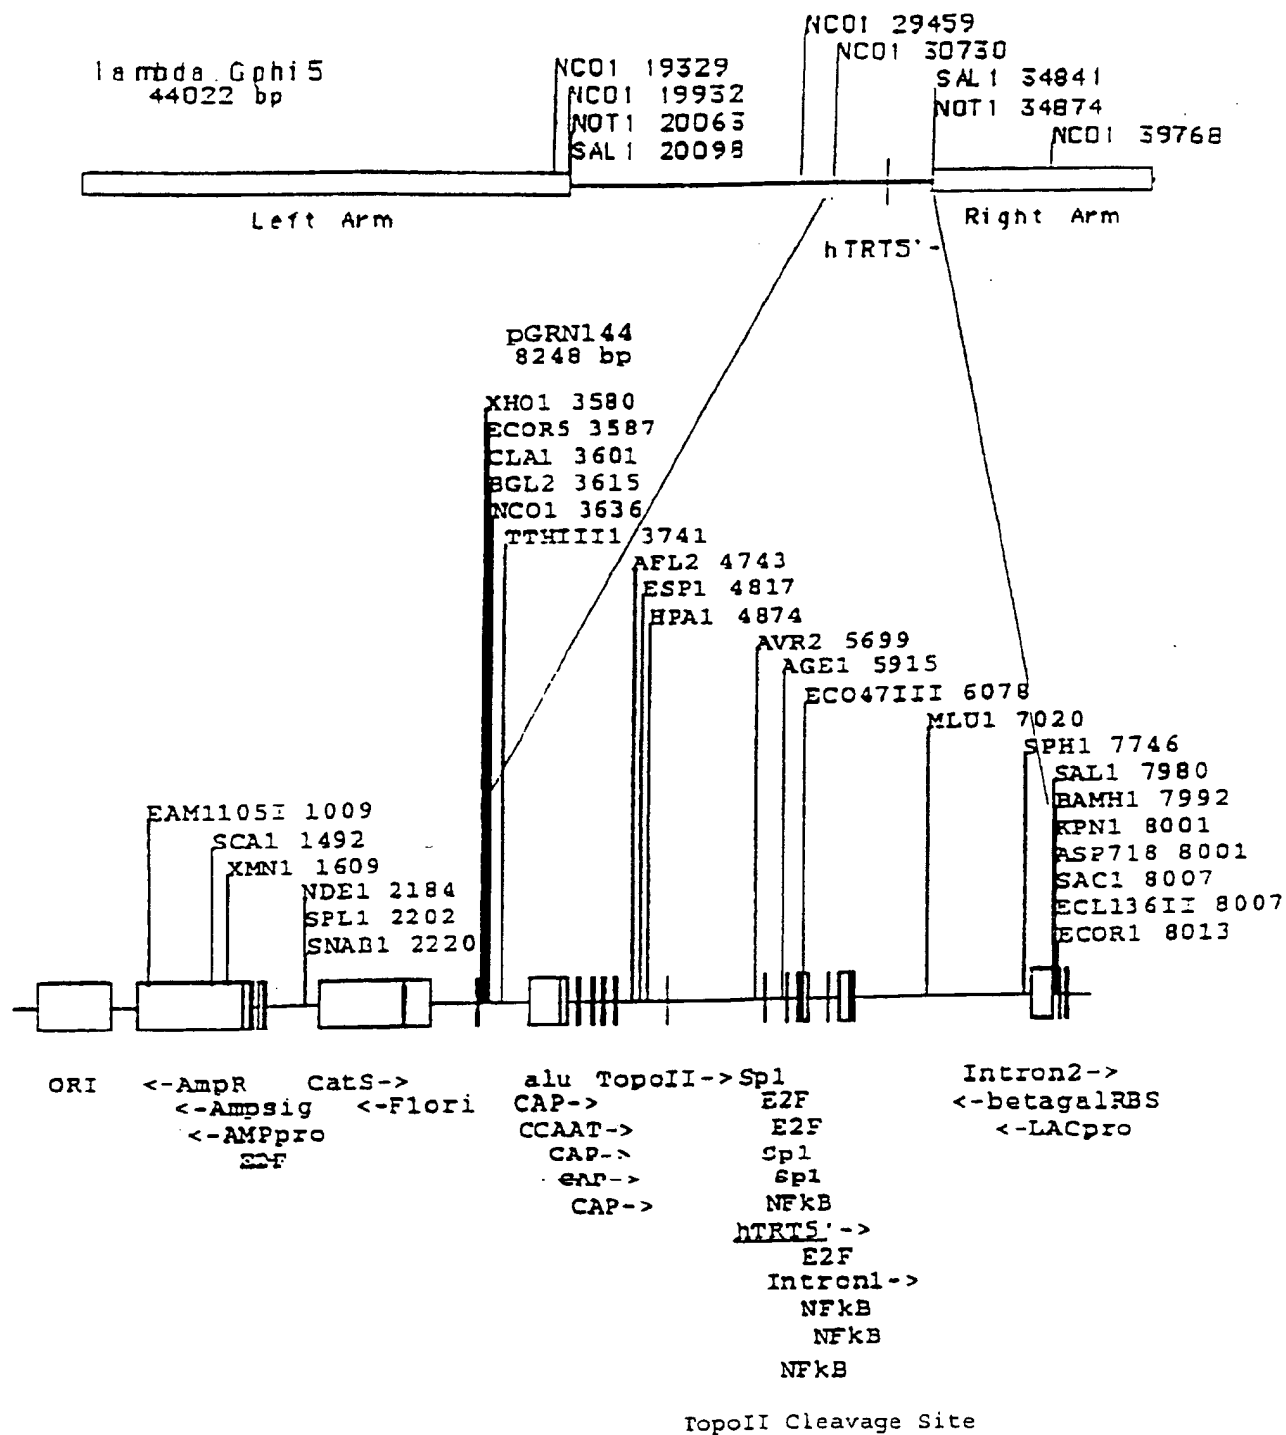 lambda Gphi5
44022 bp
NCO1 19329
NCO1 19932
NOT1 20063
SAL1 20098
NCO1 29459
NCO1 30730
SAL1 34841
NOT1 34874
NCO1 39768
Left Arm
Right Arm
hTRT5'-
pGRN144
8248 bp
XHO1 3580
ECOR5 3587
CLA1 3601
BGL2 3615
NCO1 3636
TTHIII1 3741
AFL2 4743
ESP1 4817
HPA1 4874
AVR2 5699
AGE1 5915
ECO47III 6078
MLU1 7020
SPH1 7746
SAL1 7980
BAMH1 7992
KPN1 8001
ASP718 8001
SAC1 8007
ECL136II 8007
ECOR1 8013
EAM1105I 1009
SCA1 1492
XMN1 1609
NDE1 2184
SPL1 2202
SNAB1 2220
ORI <-AmpR CatS-> alu TopoII-> Sp1 Intron2->
<-Ampsig <-F1ori CAP-> E2F <-betagalRBS
<-AMPpro CCAAT-> E2F <-LACpro
E2F CAP-> Sp1
CAP-> Sp1
CAP-> NFkB
hTRT5'->
E2F
Intron1->
NFkB
NFkB
NFkB
TopoII Cleavage Site